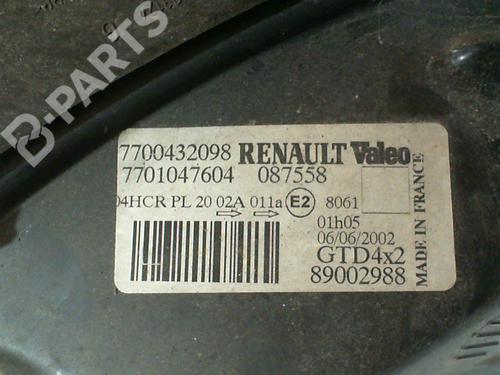 B-PARTS
7700432098 RENAULT Valeo
7701047604 087558
04HCR PL 20 02A 011a E2 8061
01h05
06/06/2002
GTD4x2
89002988
MADE IN FRANCE